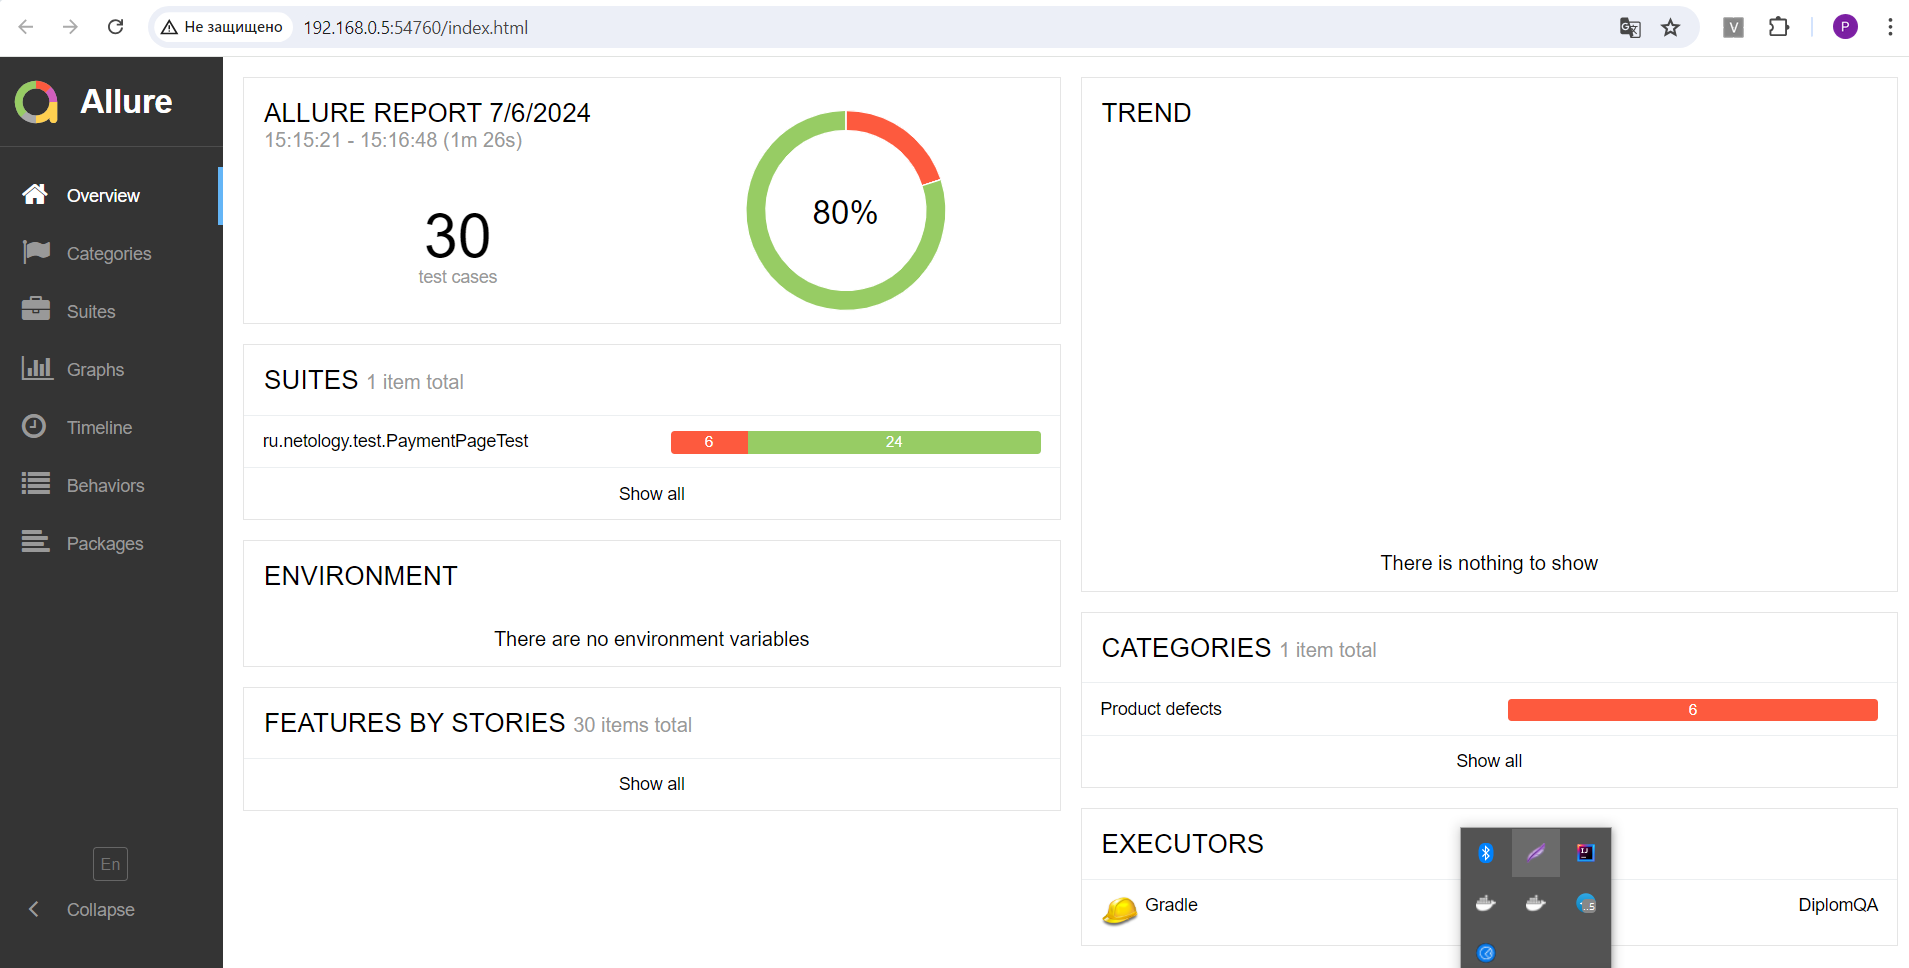 Не защищено
192.168.0.5:54760/index.html
V
P
Allure
Overview
Categories
Suites
Graphs
Timeline
Behaviors
Packages
En
Collapse
ALLURE REPORT 7/6/2024
15:15:21 - 15:16:48 (1m 26s)
30
test cases
80%
SUITES 1 item total
ru.netology.test.PaymentPageTest
6
24
Show all
ENVIRONMENT
There are no environment variables
FEATURES BY STORIES 30 items total
Show all
TREND
There is nothing to show
CATEGORIES 1 item total
Product defects
6
Show all
EXECUTORS
Gradle
DiplomQA